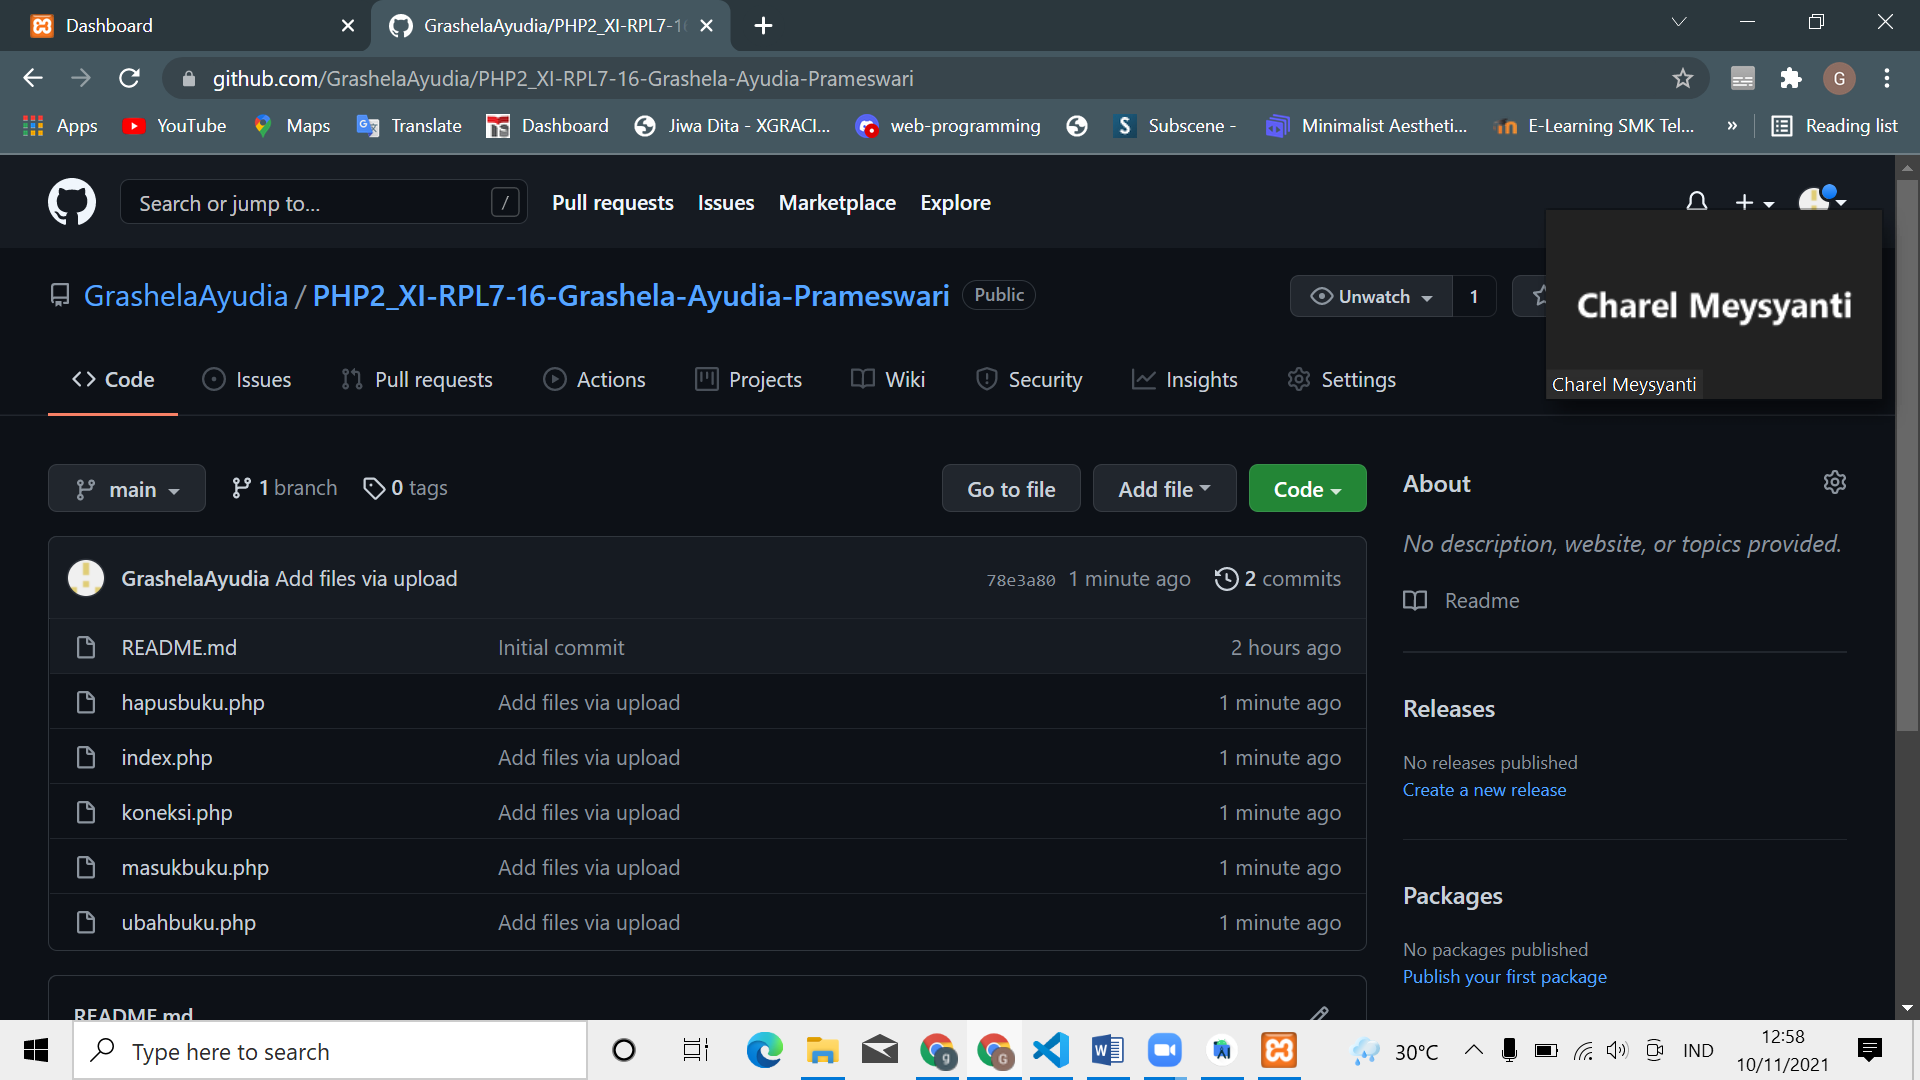 Dashboard
GrashelaAyudia/PHP2_XI-RPL7-1
github.com/GrashelaAyudia/PHP2_XI-RPL7-16-Grashela-Ayudia-Prameswari
G
Apps
YouTube
Maps
Translate
Dashboard
Jiwa Dita - XGRACI...
web-programming
S
Subscene -
Minimalist Aestheti...
E-Learning SMK Tel...
»
Reading list
Search or jump to...
/
Pull requests
Issues
Marketplace
Explore
GrashelaAyudia / PHP2_XI-RPL7-16-Grashela-Ayudia-Prameswari
Public
Unwatch
1
Charel Meysyanti
Charel Meysyanti
Code
Issues
Pull requests
Actions
Projects
Wiki
Security
Insights
Settings
main
1 branch
0 tags
Go to file
Add file
Code
About
No description, website, or topics provided.
Readme
GrashelaAyudia Add files via upload
78e3a80 1 minute ago
2 commits
README.md Initial commit 2 hours ago
hapusbuku.php Add files via upload 1 minute ago
index.php Add files via upload 1 minute ago
koneksi.php Add files via upload 1 minute ago
masukbuku.php Add files via upload 1 minute ago
ubahbuku.php Add files via upload 1 minute ago
Releases
No releases published
Create a new release
Packages
No packages published
Publish your first package
README.md
Type here to search
g
G
30°C
IND
12:58
10/11/2021